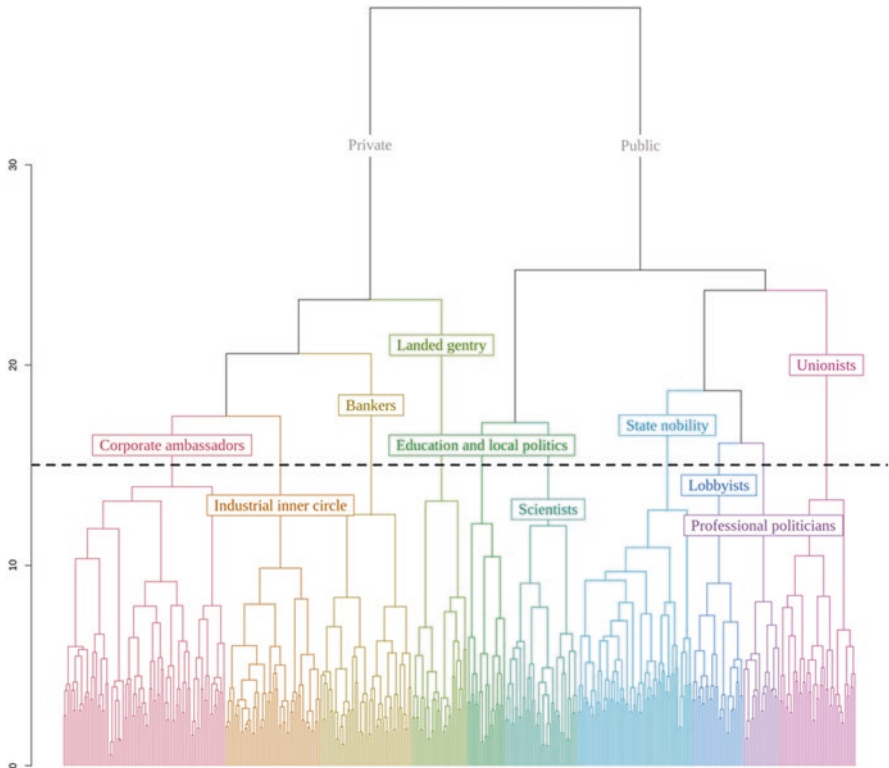 Private
Public
30
Landed gentry
20
Unionists
Bankers
State nobility
Corporate ambassadors
Education and local politics
Lobbyists
Industrial inner circle
Scientists
Professional politicians
10
0